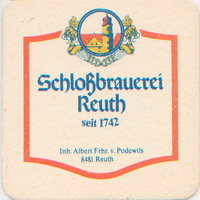 Schloßbrauerei
Reuth
seit 1742
Inh. Albert Frhr. v. Podewils
8481 Reuth